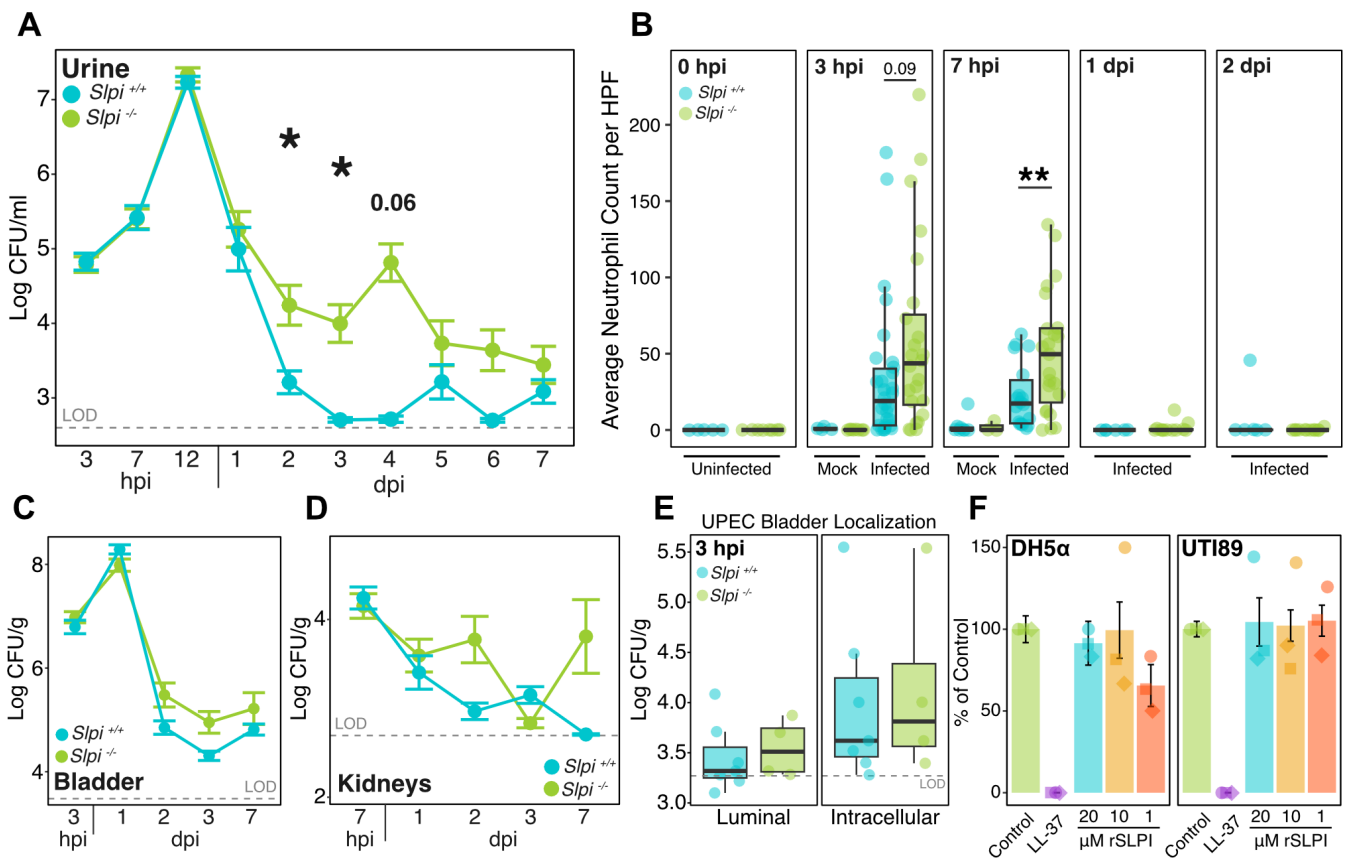 A
Urine
Slpi +/+
Slpi -/-
*
*
0.06
Log CFU/ml
7
6
5
4
3
LOD
3 7 12 1 2 3 4 5 6 7
hpi dpi
B
0 hpi
3 hpi
7 hpi
1 dpi
2 dpi
Slpi +/+
Slpi -/-
0.09
**
Average Neutrophil Count per HPF
200
150
100
50
0
Uninfected
Mock Infected
Mock Infected
Infected
Infected
C
Log CFU/g
8
6
4
Slpi +/+
Slpi -/-
Bladder
LOD
3 1 2 3 7
hpi dpi
D
Log CFU/g
4
2
LOD
Kidneys
Slpi +/+
Slpi -/-
7 1 2 3 7
hpi dpi
E
UPEC Bladder Localization
3 hpi
Slpi +/+
Slpi -/-
Log CFU/g
5.5
5.0
4.5
4.0
3.5
3.0
LOD
Luminal
Intracellular
F
DH5α
UTI89
% of Control
150
100
50
0
Control LL-37 20 10 1
µM rSLPI
Control LL-37 20 10 1
µM rSLPI